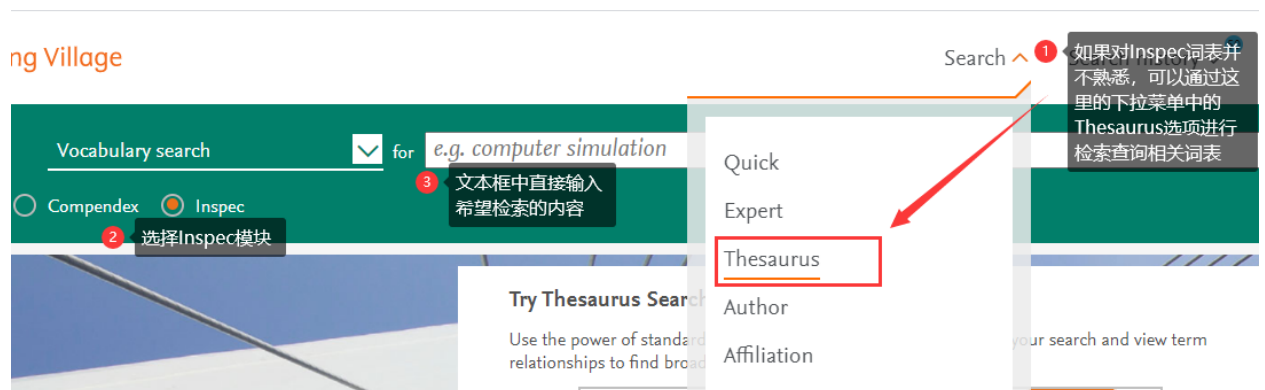 ng Village
Search
Search history
1
如果对Inspec词表并
不熟悉，可以通过这
里的下拉菜单中的
Thesaurus选项进行
检索查询相关词表
Vocabulary search
for
e.g. computer simulation
Quick
3
文本框中直接输入
希望检索的内容
Compendex
Inspec
Expert
2
选择Inspec模块
Thesaurus
Try Thesaurus Searc
Author
Use the power of standard
your search and view term
relationships to find broad
Affiliation